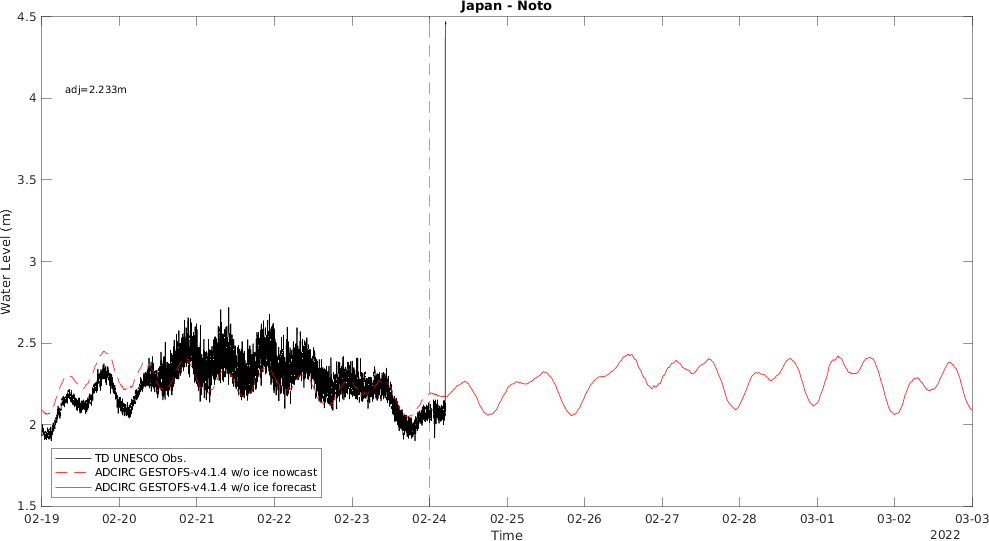 Japan - Noto
Water Level (m)
4.5
4
3.5
3
2.5
2
1.5
adj=2.233m
TD UNESCO Obs.
ADCIRC GESTOFS-v4.1.4 w/o ice nowcast
ADCIRC GESTOFS-v4.1.4 w/o ice forecast
02-19 02-20 02-21 02-22 02-23 02-24 02-25 02-26 02-27 02-28 03-01 03-02 03-03
Time
2022